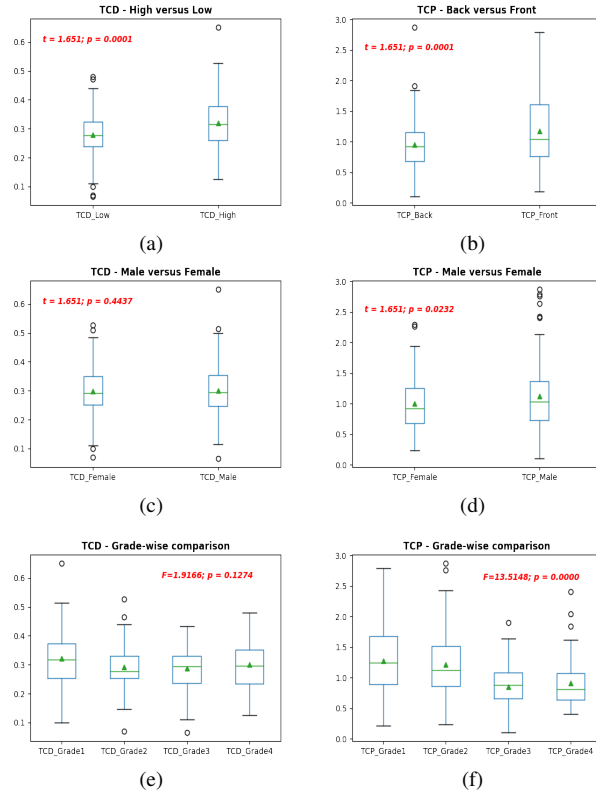 TCD - High versus Low
t = 1.651; p = 0.0001
0.6
0.5
0.4
0.3
0.2
0.1
TCD_Low TCD_High
(a)
TCP - Back versus Front
3.0
t = 1.651; p = 0.0001
2.5
2.0
1.5
1.0
0.5
0.0
TCP_Back TCP_Front
(b)
TCD - Male versus Female
t = 1.651; p = 0.4437
0.6
0.5
0.4
0.3
0.2
0.1
TCD_Female TCD_Male
(c)
TCP - Male versus Female
3.0
t = 1.651; p = 0.0232
2.5
2.0
1.5
1.0
0.5
0.0
TCP_Female TCP_Male
(d)
TCD - Grade-wise comparison
F=1.9166; p = 0.1274
0.6
0.5
0.4
0.3
0.2
0.1
TCD_Grade1 TCD_Grade2 TCD_Grade3 TCD_Grade4
(e)
TCP - Grade-wise comparison
3.0
F=13.5148; p = 0.0000
2.5
2.0
1.5
1.0
0.5
0.0
TCP_Grade1 TCP_Grade2 TCP_Grade3 TCP_Grade4
(f)